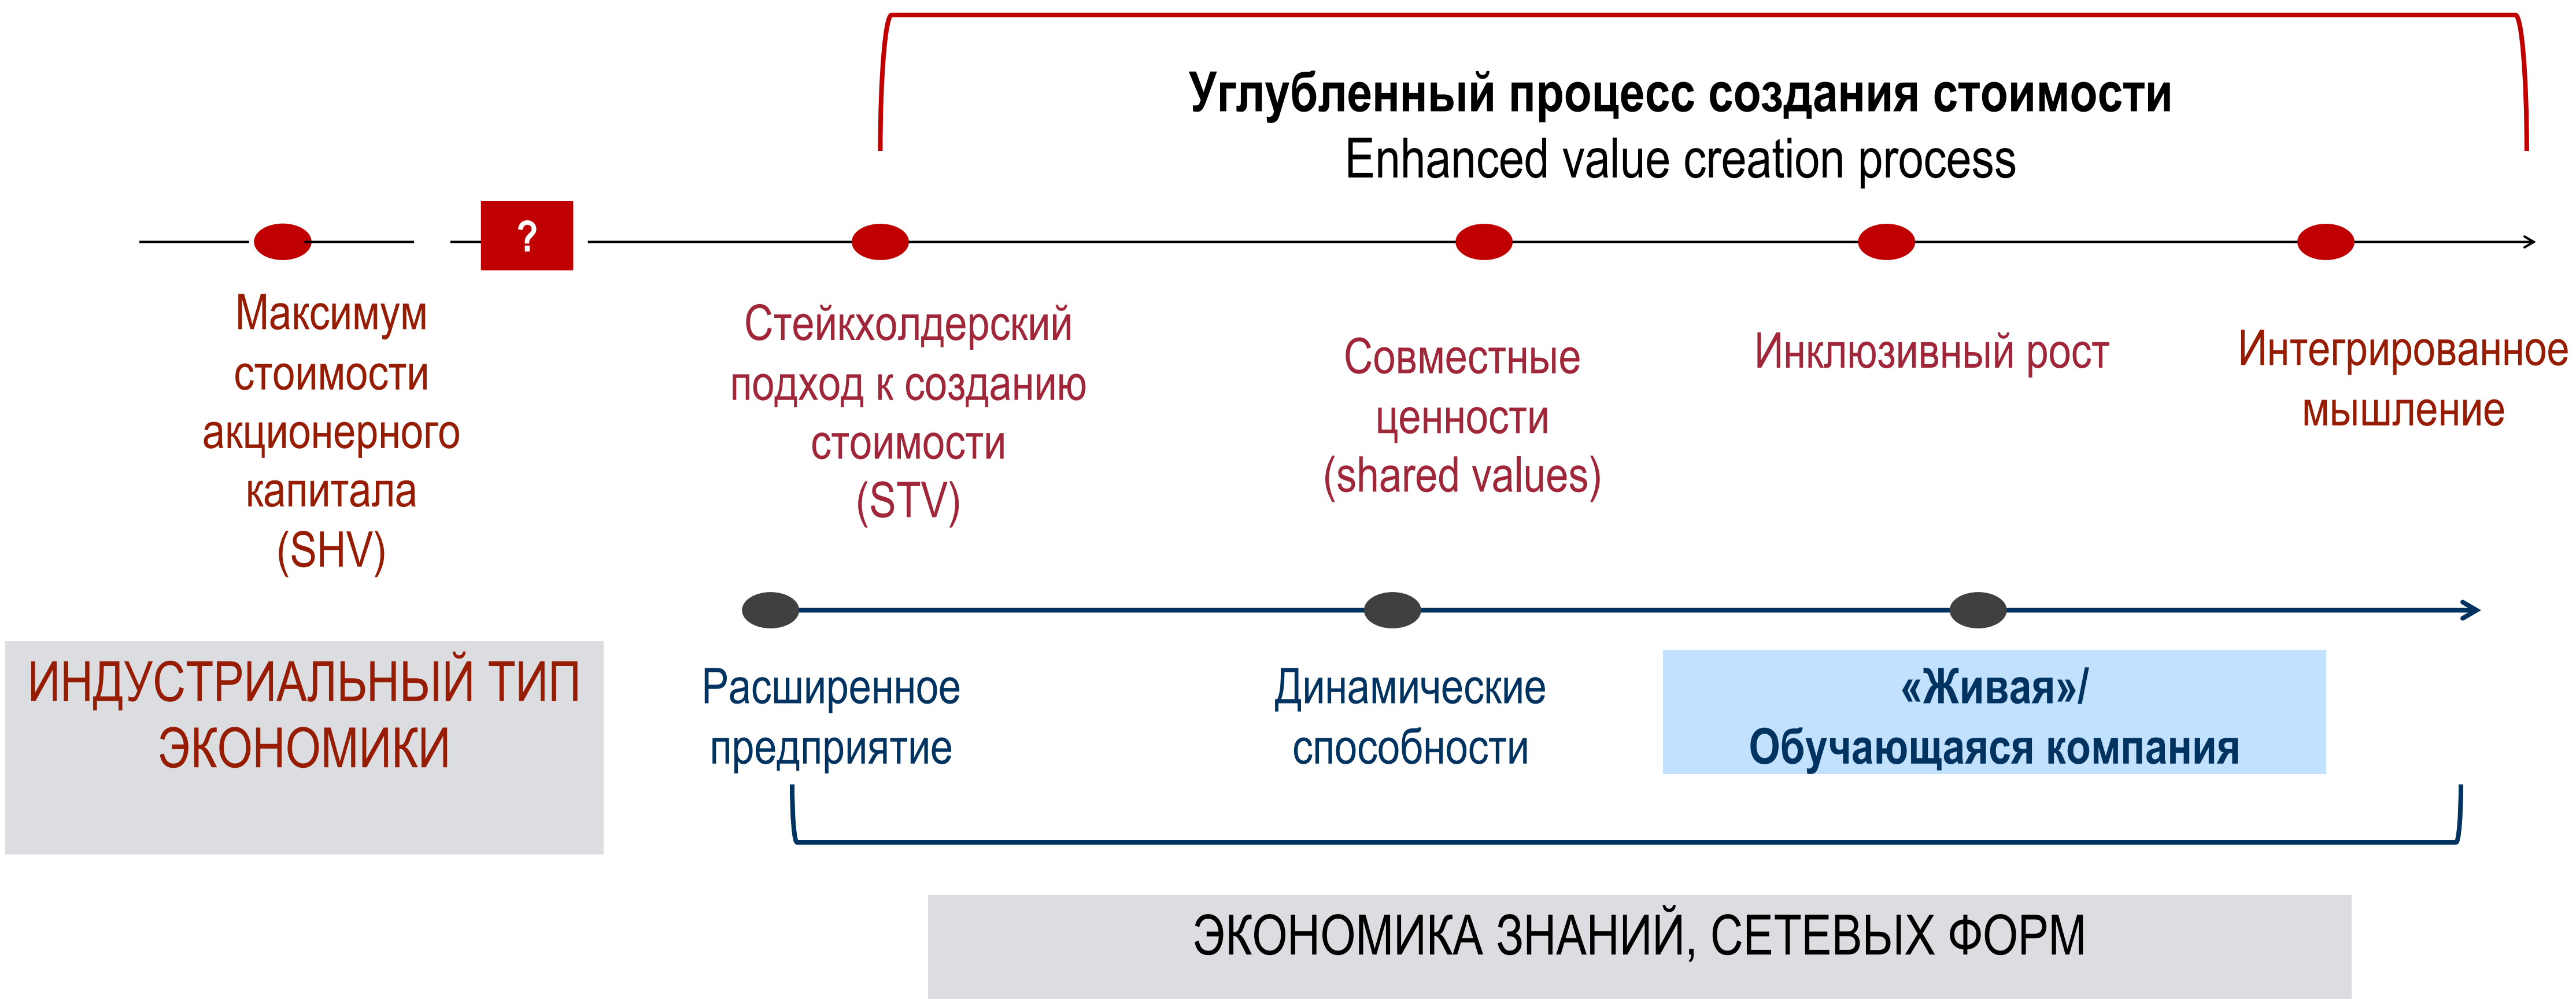 Углубленный процесс создания стоимости
Enhanced value creation process
?
Максимум
стоимости
акционерного
капитала
(SHV)
Стейкхолдерский
подход к созданию
стоимости
(STV)
Совместные
ценности
(shared values)
Инклюзивный рост
Интегрированное
мышление
ИНДУСТРИАЛЬНЫЙ ТИП
ЭКОНОМИКИ
Расширенное
предприятие
Динамические
способности
«Живая»/
Обучающаяся компания
ЭКОНОМИКА ЗНАНИЙ, СЕТЕВЫХ ФОРМ